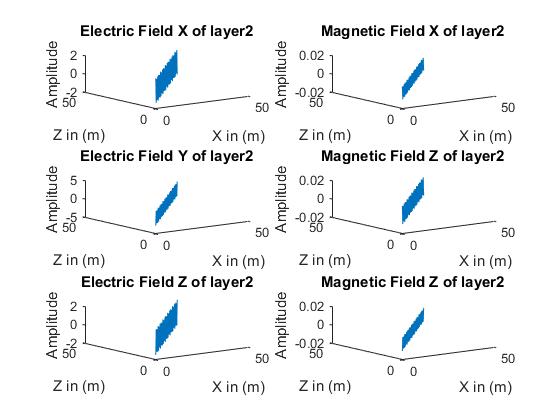 Electric Field X of layer2
Magnetic Field X of layer2
Amplitude
2
0
-2
50
0
0
50
Z in (m)
X in (m)
Amplitude
0.02
0
-0.02
50
0
0
50
Z in (m)
X in (m)
Electric Field Y of layer2
Magnetic Field Z of layer2
Amplitude
5
0
-5
50
0
0
50
Z in (m)
X in (m)
Amplitude
0.02
0
-0.02
50
0
0
50
Z in (m)
X in (m)
Electric Field Z of layer2
Magnetic Field Z of layer2
Amplitude
2
0
-2
50
0
0
50
Z in (m)
X in (m)
Amplitude
0.02
0
-0.02
50
0
0
50
Z in (m)
X in (m)